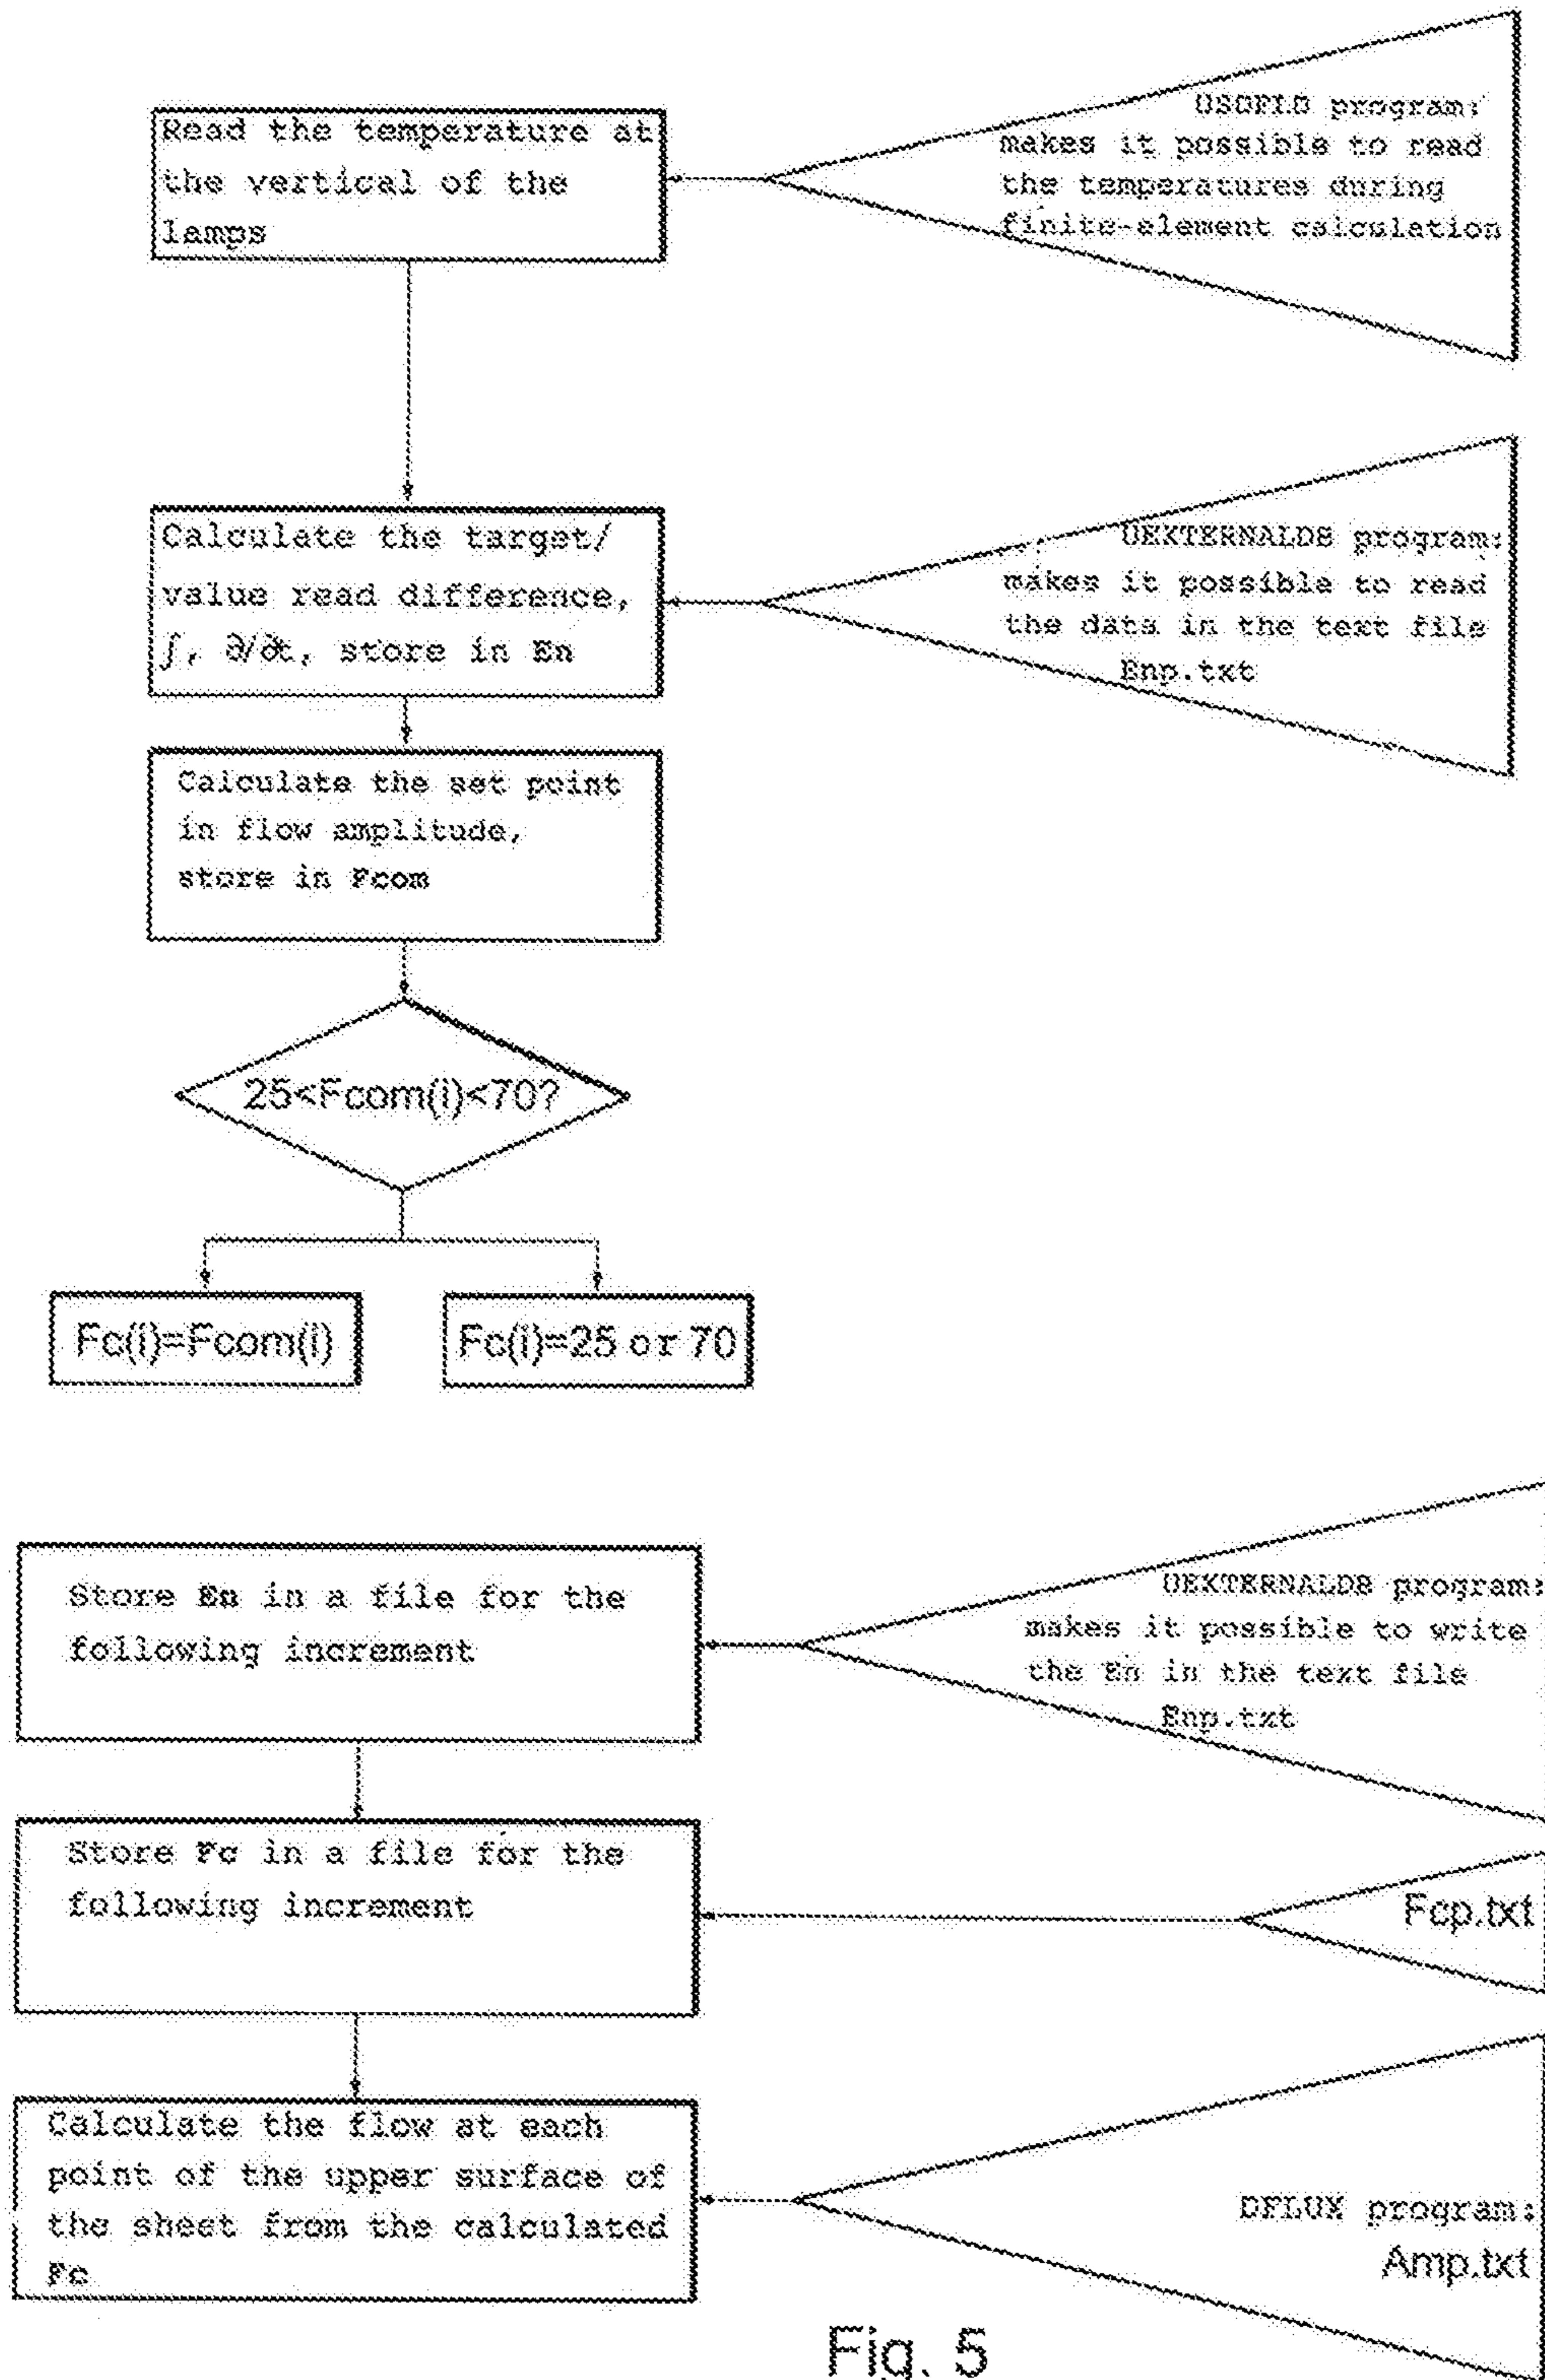 Read the temperature at
the vertical of the
lamps
USDFLD program:
makes it possible to read
the temperatures during
finite-element calculation
Calculate the target/
value read difference,
∫, ∂/∂t, store in En
UEXTERNALDB program:
makes it possible to read
the data in the text file
Enp.txt
Calculate the set point
in flow amplitude,
store in Fcom
25<Fcom(i)<70?
Fc(i)=Fcom(i)
Fc(i)=25 or 70
Store En in a file for the
following increment
UEXTERNALDB program:
makes it possible to write
the En in the text file
Enp.txt
Store Fc in a file for the
following increment
Fcp.txt
Calculate the flow at each
point of the upper surface of
the sheet from the calculated
Fc
DFLUX program:
Amp.txt
Fig. 5